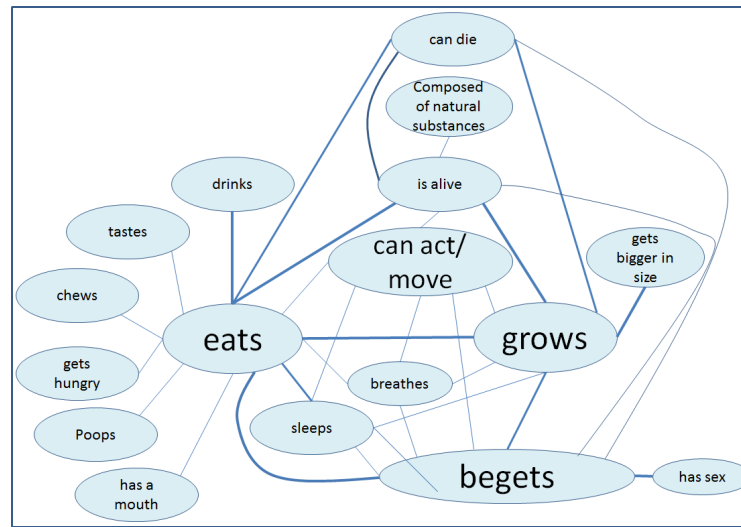 can die
Composed
of natural
substances
drinks
is alive
tastes
can act/
move
gets
bigger in
size
chews
eats
grows
gets
hungry
breathes
Poops
sleeps
begets
has sex
has a
mouth